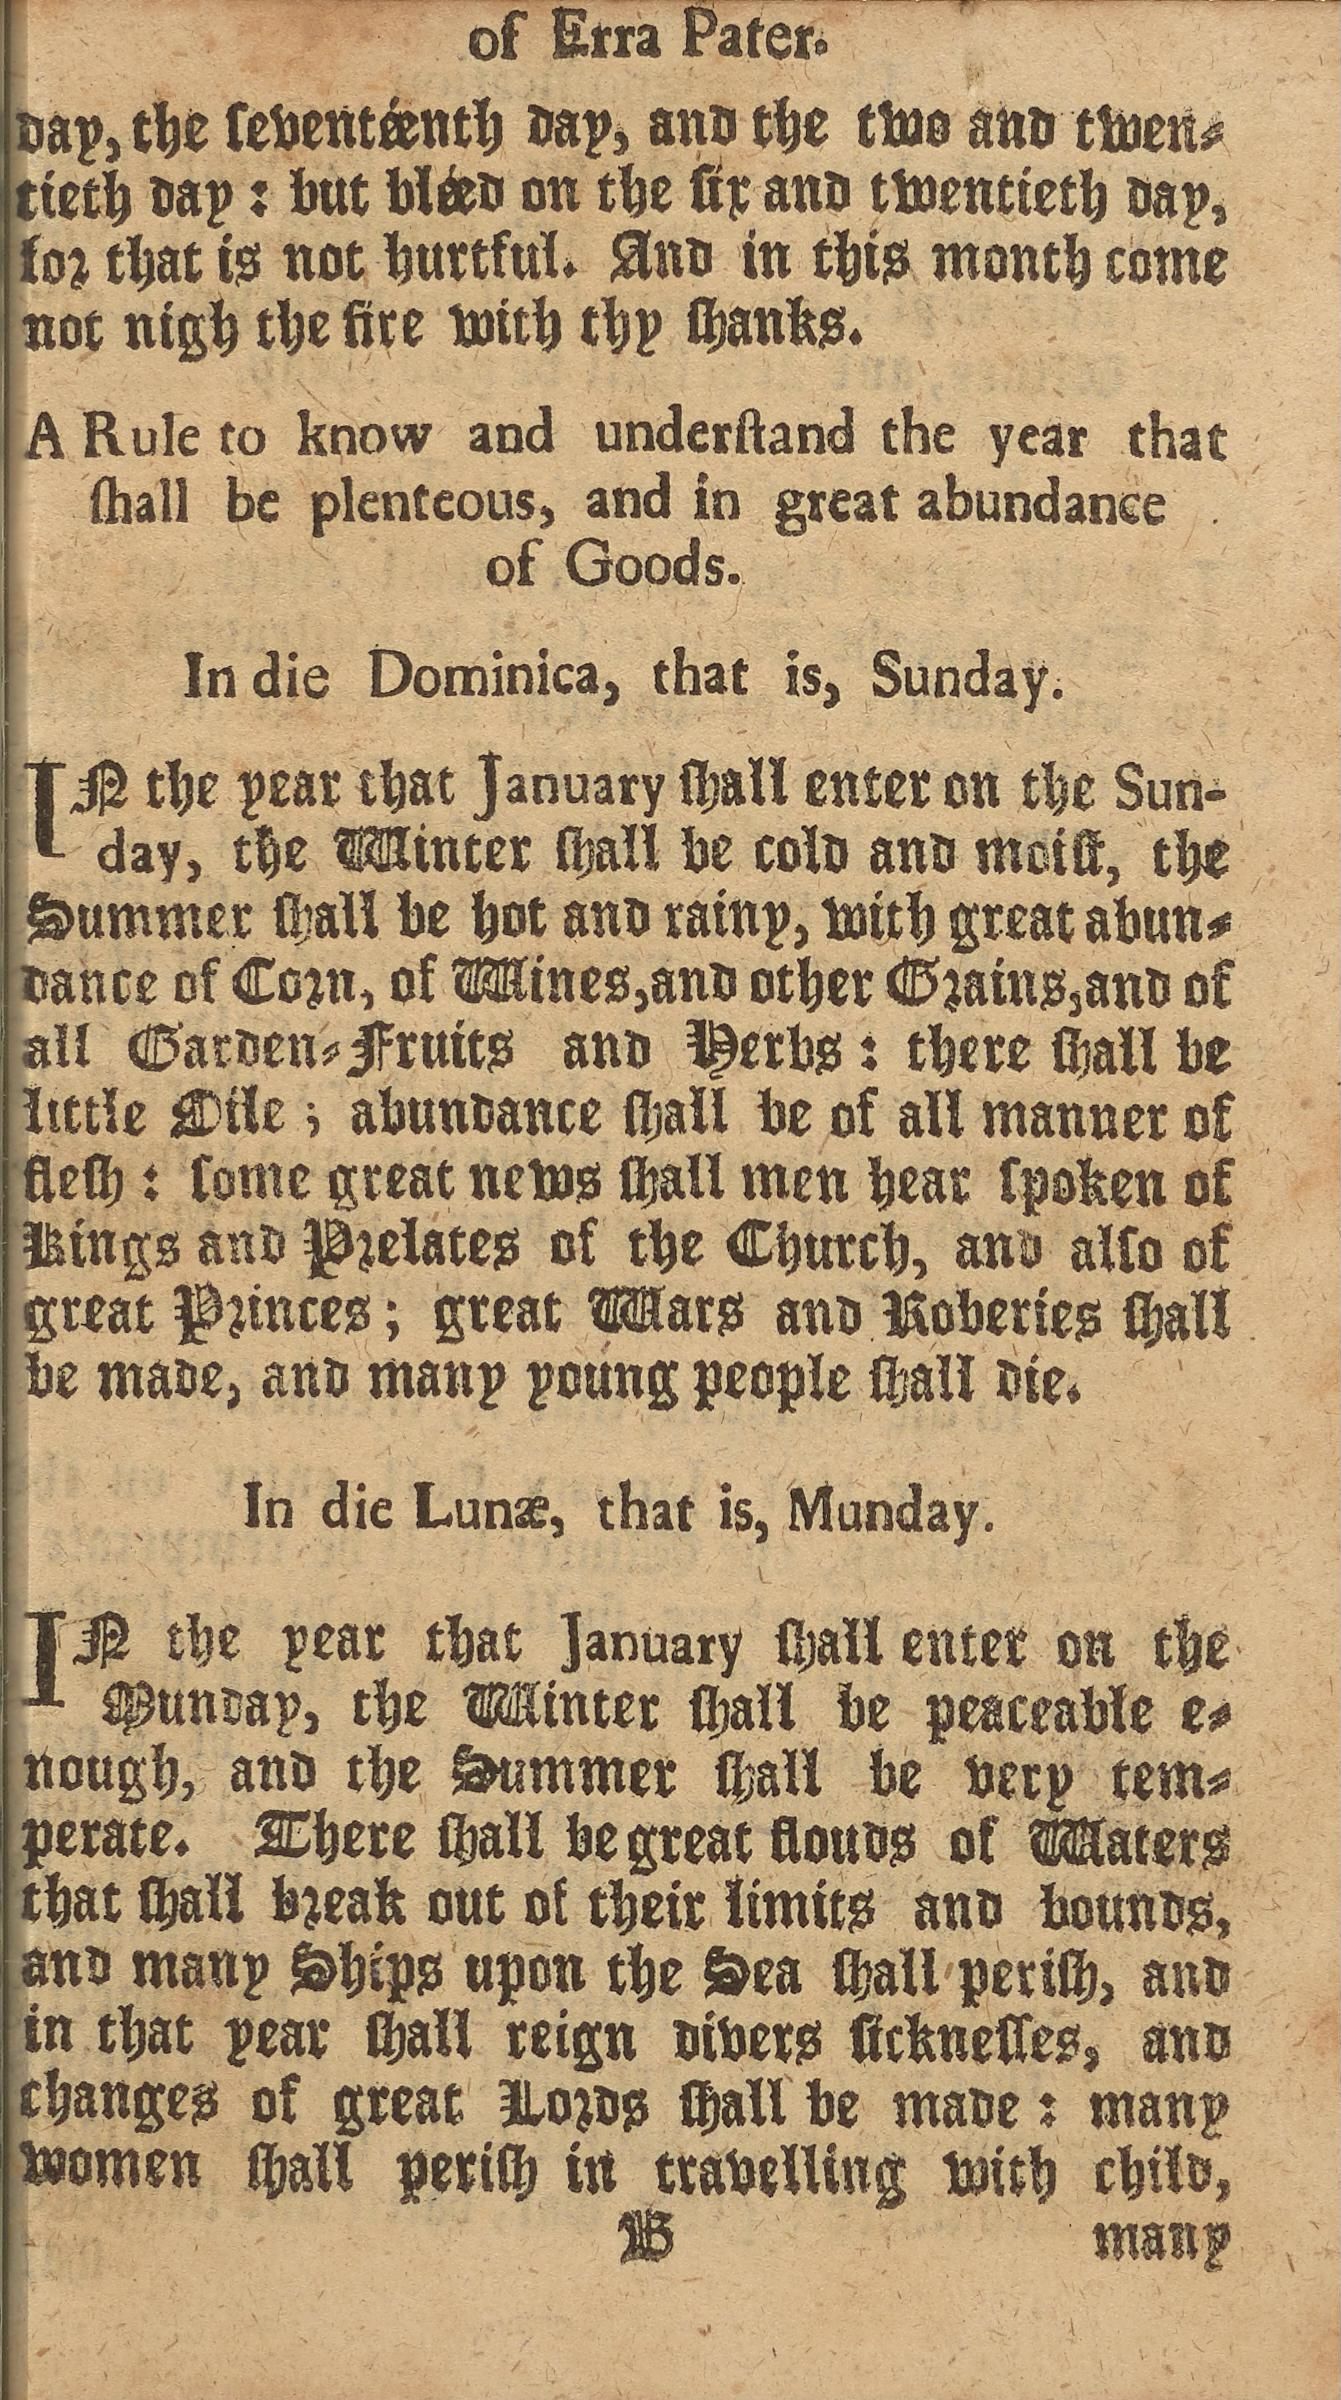 of Erra Pater.
day, the ſeventéenth day, and the two and twen-
tieth day : but bléed on the ſix and twentieth day,
for that is not hurtful. And in this month come
not nigh the fire with thy ſhanks.
A Rule to know and underſtand the year that
ſhall be plenteous, and in great abundance
of Goods.
In die Dominica, that is, Sunday.
IN the year that January ſhall enter on the Sun-
day, the Winter ſhall be cold and moiſt, the
Summer ſhall be hot and rainy, with great abun-
dance of Corn, of Wines, and other Grains, and of
all Garden-Fruits and Herbs : there ſhall be
little Oile ; abundance ſhall be of all manner of
fleſh : ſome great news ſhall men hear ſpoken of
Kings and Prelates of the Church, and alſo of
great Princes ; great Wars and Roberies ſhall
be made, and many young people ſhall die.
In die Lunæ, that is, Munday.
IN the year that January ſhall enter on the
Munday, the Winter ſhall be peaceable e-
nough, and the Summer ſhall be very tem-
perate. There ſhall be great flouds of Waters
that ſhall break out of their limits and bounds,
and many Ships upon the Sea ſhall periſh, and
in that year ſhall reign divers ſickneſſes, and
changes of great Lords ſhall be made : many
women ſhall periſh in travelling with child,
B many